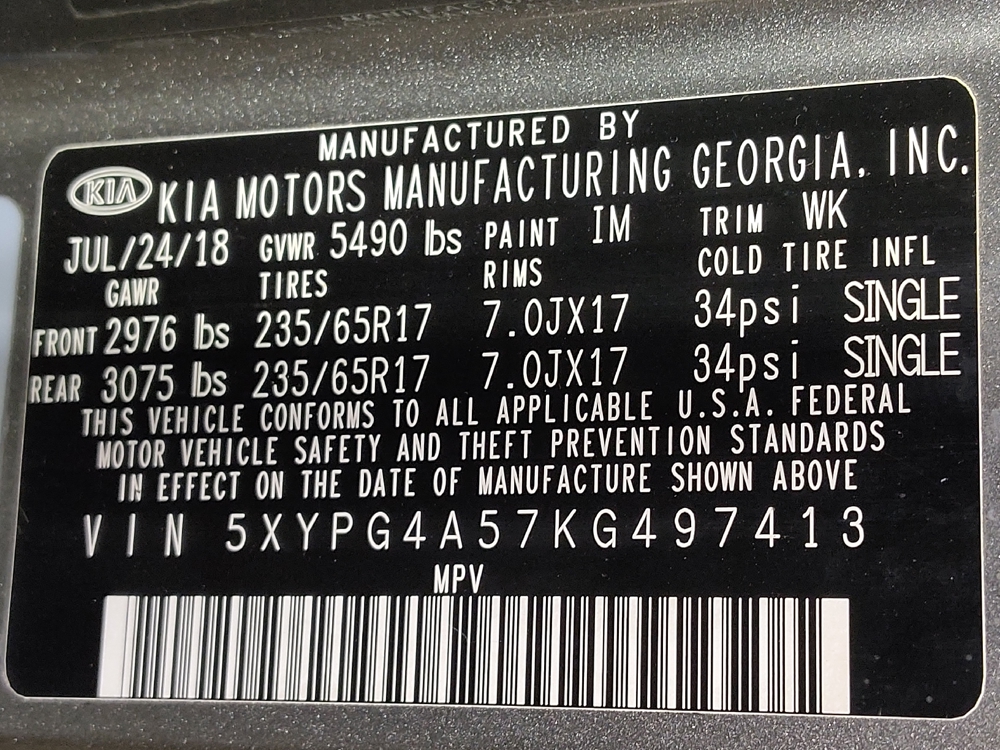 MANUFACTURED BY
KIA KIA MOTORS MANUFACTURING GEORGIA, INC.
JUL/24/18 GVWR 5490 lbs PAINT IM TRIM WK
GAWR TIRES RIMS COLD TIRE INFL
FRONT 2976 lbs 235/65R17 7.0JX17 34psi SINGLE
REAR 3075 lbs 235/65R17 7.0JX17 34psi SINGLE
THIS VEHICLE CONFORMS TO ALL APPLICABLE U.S.A. FEDERAL
MOTOR VEHICLE SAFETY AND THEFT PREVENTION STANDARDS
IN EFFECT ON THE DATE OF MANUFACTURE SHOWN ABOVE
VIN 5XYPG4A57KG497413
MPV